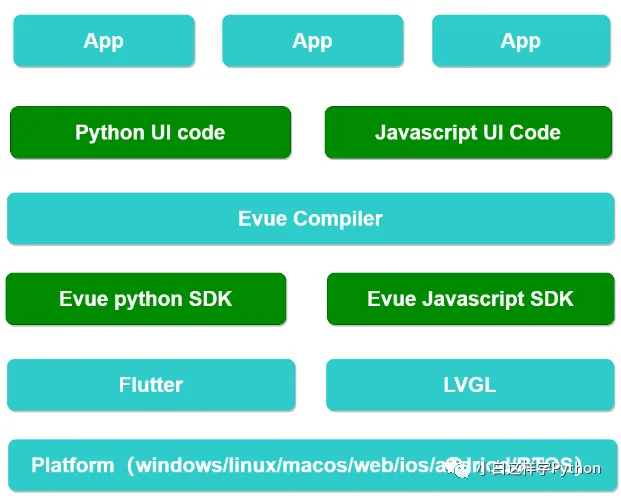 App App App
Python UI code Javascript UI Code
Evue Compiler
Evue python SDK Evue Javascript SDK
Flutter LVGL
Platform（windows/linux/macos/web/ios/andriod/RTOS）
小白这样学Python